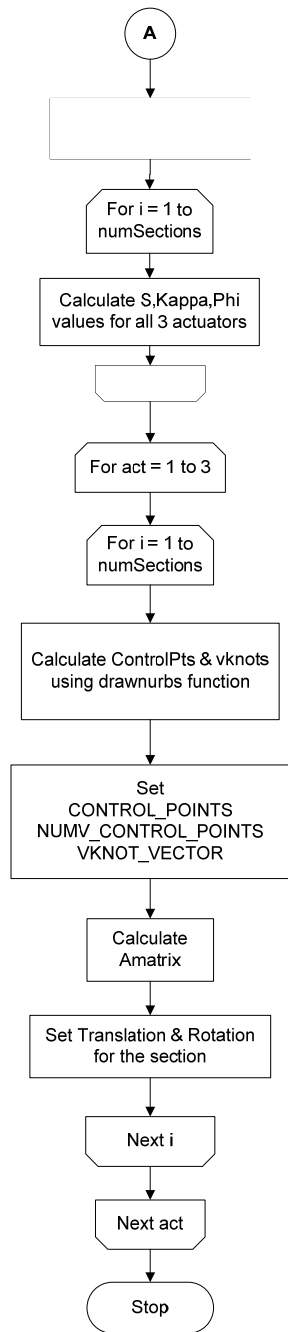 A
For i = 1 to
numSections
Calculate S,Kappa,Phi
values for all 3 actuators
For act = 1 to 3
For i = 1 to
numSections
Calculate ControlPts & vknots
using drawnurbs function
Set
CONTROL_POINTS
NUMV_CONTROL_POINTS
VKNOT_VECTOR
Calculate
Amatrix
Set Translation & Rotation
for the section
Next i
Next act
Stop